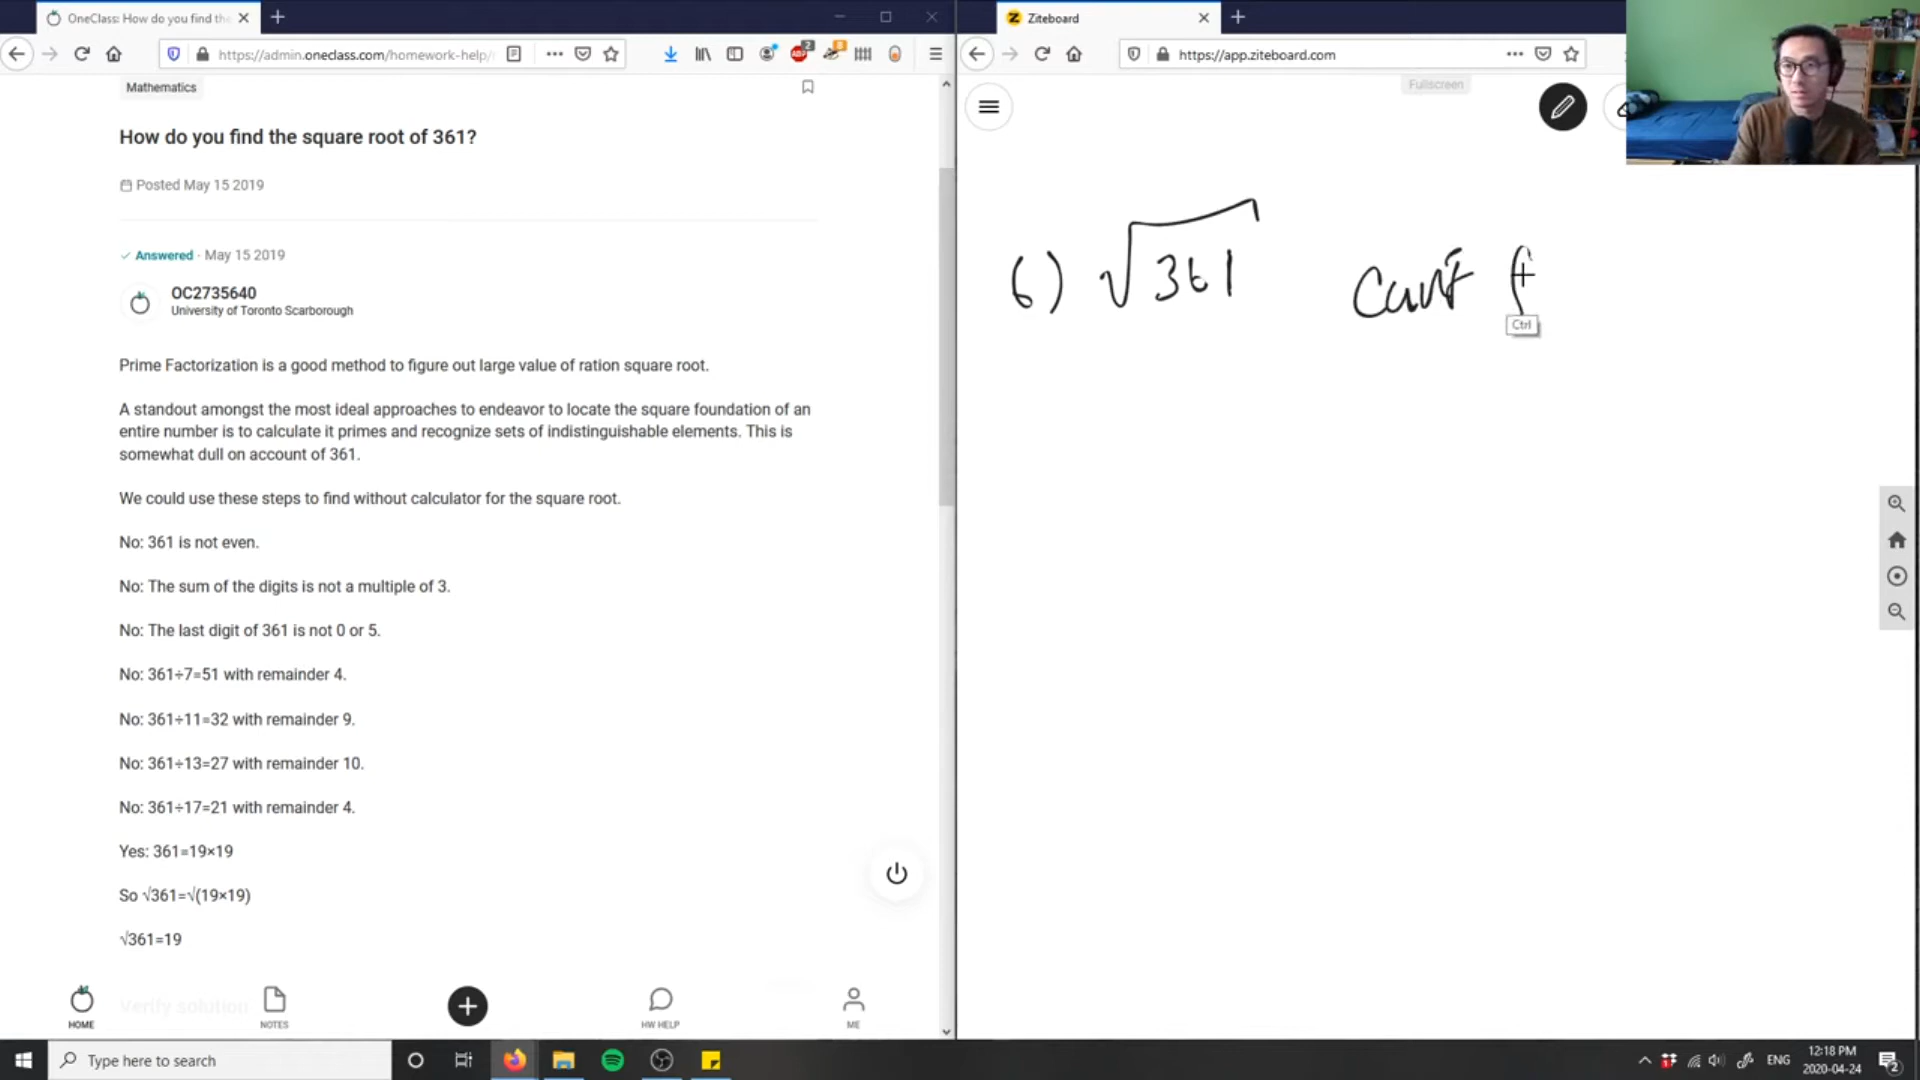 OneClass: How do you find the
https://admin.oneclass.com/homework-help/
2
8
Mathematics
How do you find the square root of 361?
Posted May 15 2019
Answered · May 15 2019
OC2735640
University of Toronto Scarborough
Prime Factorization is a good method to figure out large value of ration square root.
A standout amongst the most ideal approaches to endeavor to locate the square foundation of an
entire number is to calculate it primes and recognize sets of indistinguishable elements. This is
somewhat dull on account of 361.
We could use these steps to find without calculator for the square root.
No: 361 is not even.
No: The sum of the digits is not a multiple of 3.
No: The last digit of 361 is not 0 or 5.
No: 361÷7=51 with remainder 4.
No: 361÷11=32 with remainder 9.
No: 361÷13=27 with remainder 10.
No: 361÷17=21 with remainder 4.
Yes: 361=19×19
So √361=√(19×19)
√361=19
Verify solution
HOME
NOTES
HW HELP
ME
Ziteboard
https://app.ziteboard.com
Fullscreen
6) √361 can't f
Ctrl
Type here to search
ENG
12:18 PM
2020-04-24
2